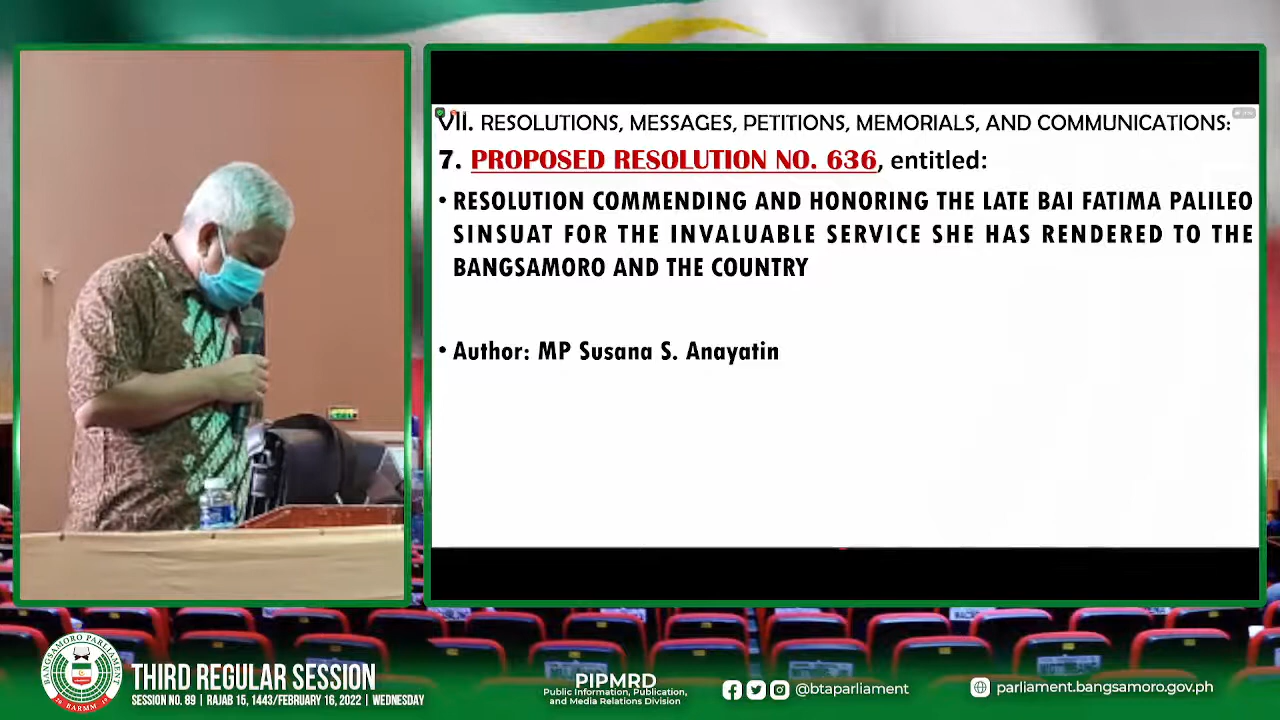 VII. RESOLUTIONS, MESSAGES, PETITIONS, MEMORIALS, AND COMMUNICATIONS:
7. PROPOSED RESOLUTION NO. 636, entitled:
• RESOLUTION COMMENDING AND HONORING THE LATE BAI FATIMA PALILEO
SINSUAT FOR THE INVALUABLE SERVICE SHE HAS RENDERED TO THE
BANGSAMORO AND THE COUNTRY
• Author: MP Susana S. Anayatin
BANGSAMORO PARLIAMENT
BARMM
THIRD REGULAR SESSION
SESSION NO. 89 | RAJAB 15, 1443/FEBRUARY 16, 2022 | WEDNESDAY
PIPMRD
Public Information, Publication,
and Media Relations Division
@btaparliament
parliament.bangsamoro.gov.ph